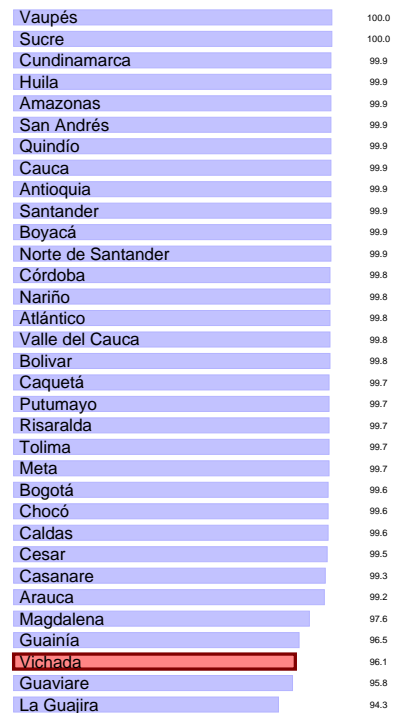 Vaupés 100.0
Sucre 100.0
Cundinamarca 99.9
Huila 99.9
Amazonas 99.9
San Andrés 99.9
Quindío 99.9
Cauca 99.9
Antioquia 99.9
Santander 99.9
Boyacá 99.9
Norte de Santander 99.9
Córdoba 99.8
Nariño 99.8
Atlántico 99.8
Valle del Cauca 99.8
Bolivar 99.8
Caquetá 99.7
Putumayo 99.7
Risaralda 99.7
Tolima 99.7
Meta 99.7
Bogotá 99.6
Chocó 99.6
Caldas 99.6
Cesar 99.5
Casanare 99.3
Arauca 99.2
Magdalena 97.6
Guainía 96.5
Vichada 96.1
Guaviare 95.8
La Guajira 94.3